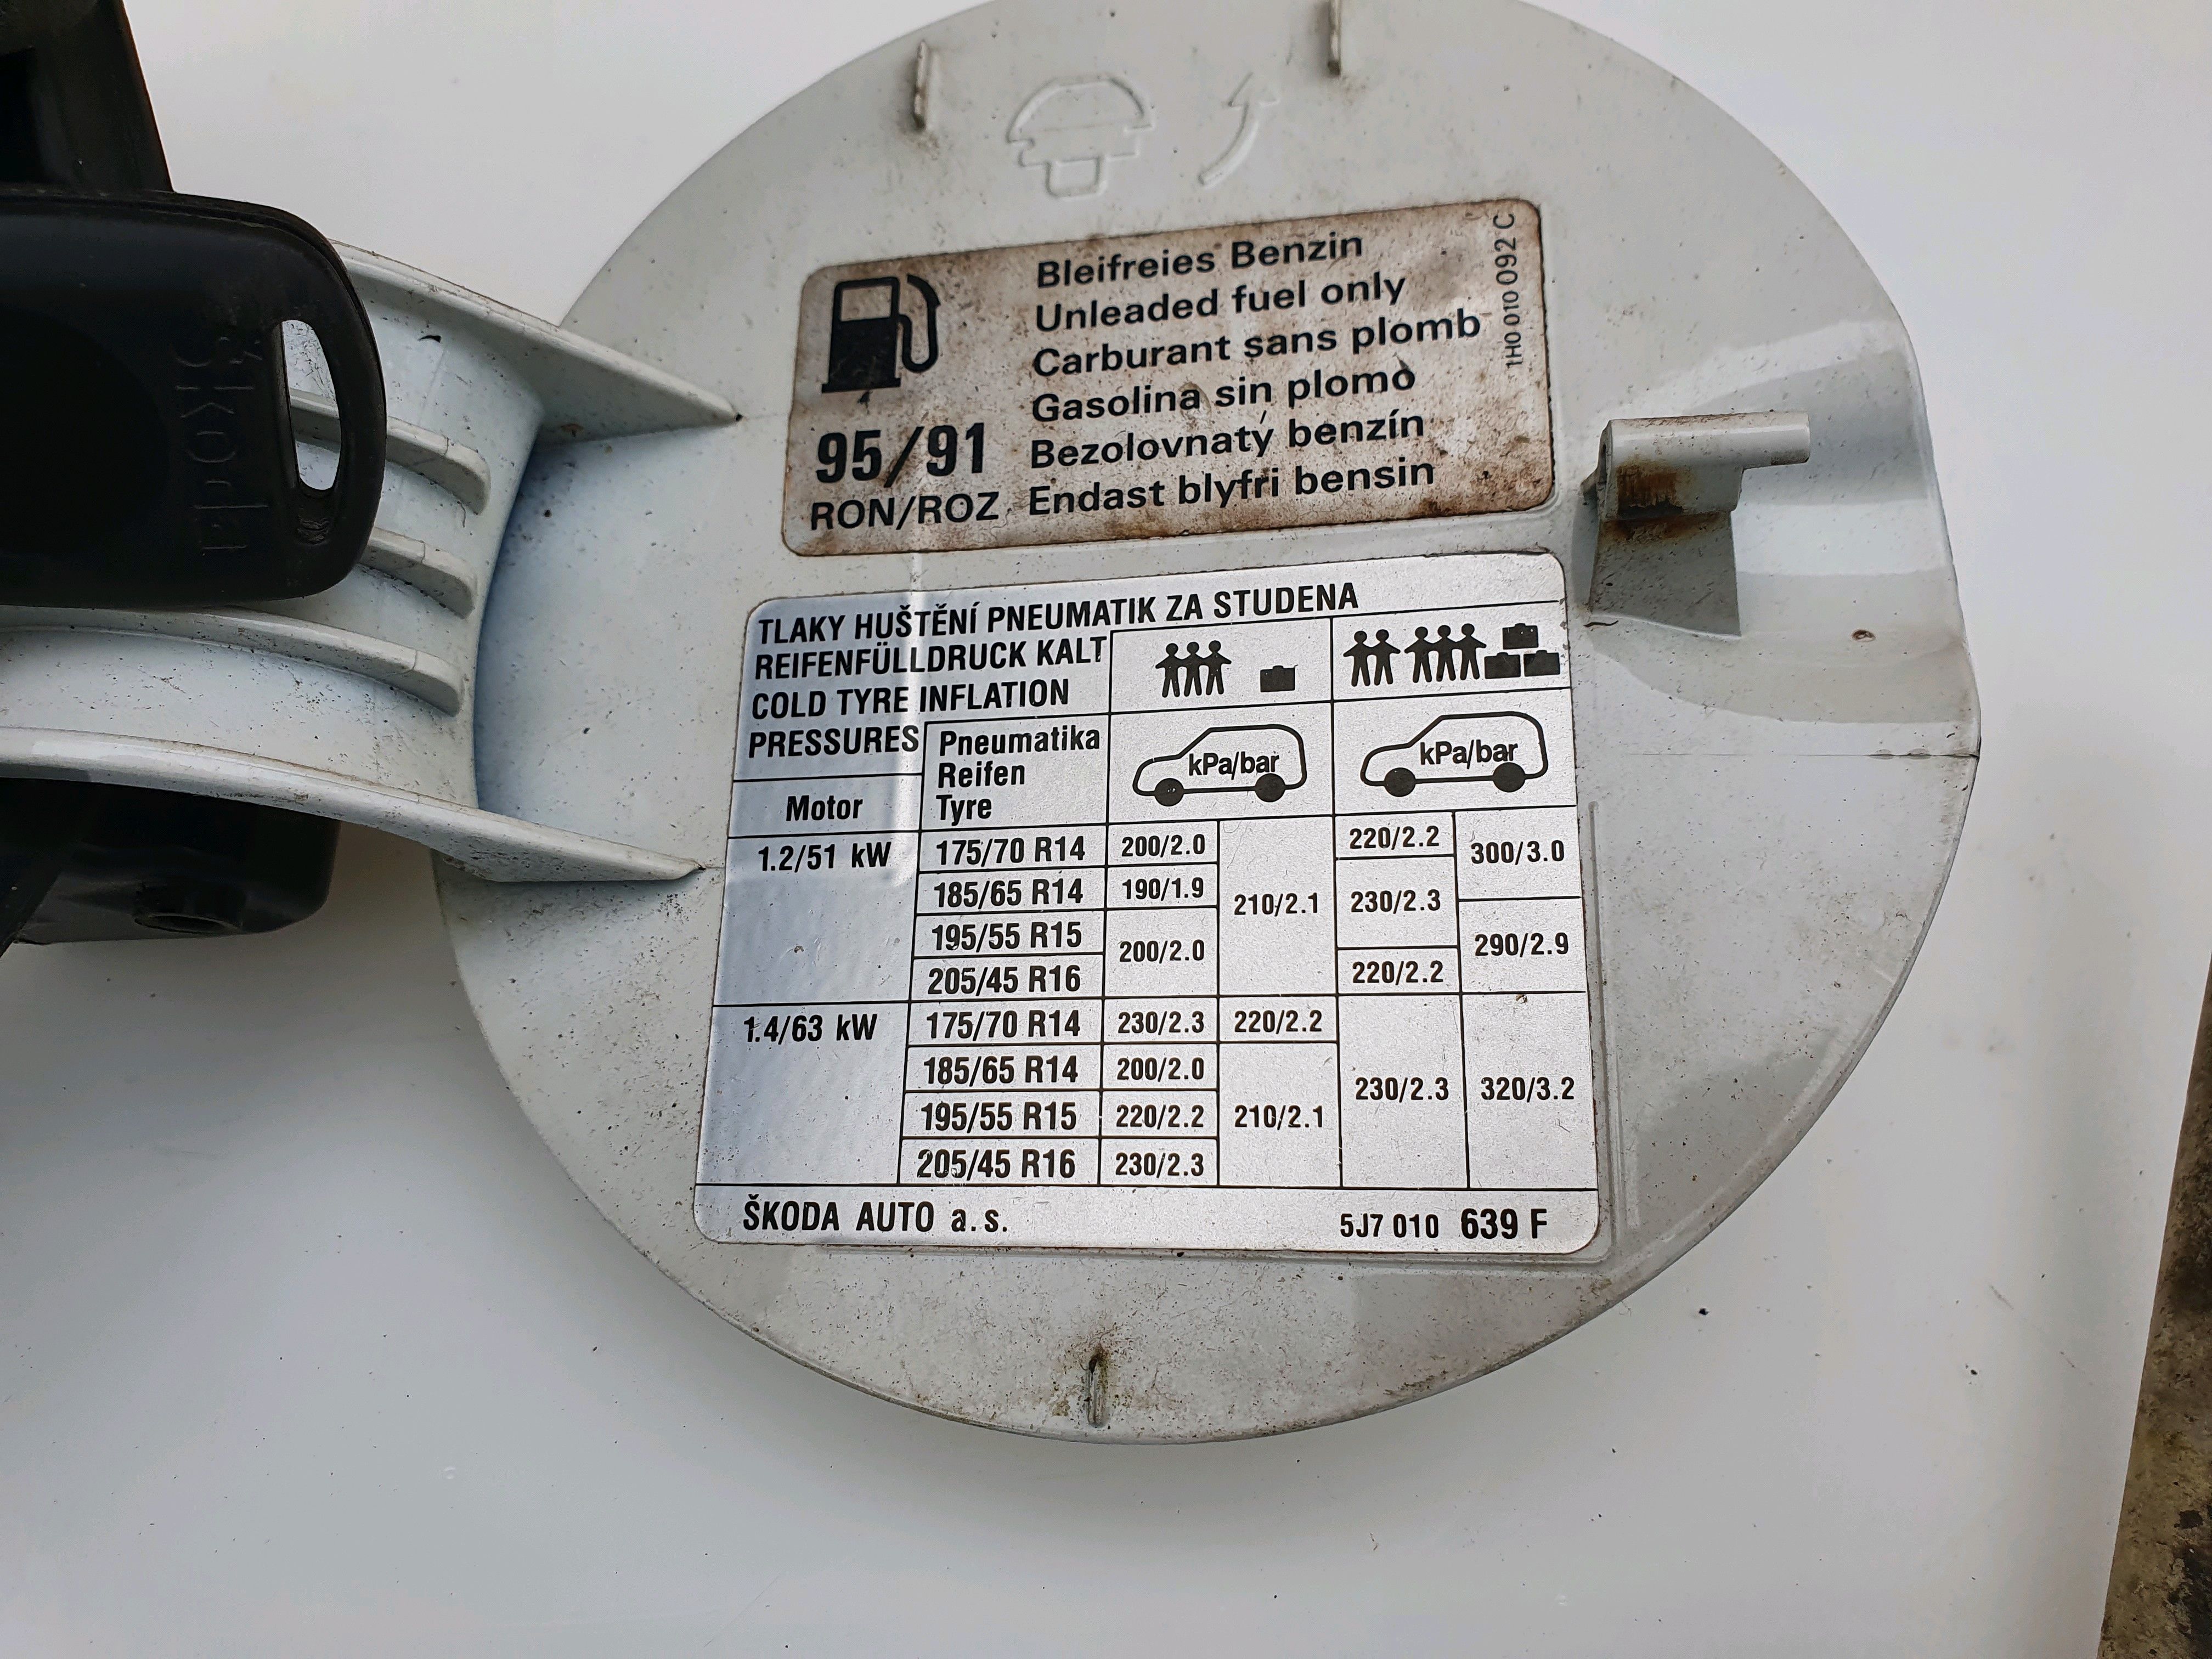 Škoda
Bleifreies Benzin
Unleaded fuel only
Carburant sans plomb
Gasolina sin plomo
Bezolovnatý benzín
Endast blyfri bensin
95/91
RON/ROZ
1H0 010 092 C
TLAKY HUŠTĚNÍ PNEUMATIK ZA STUDENA
REIFENFÜLLDRUCK KALT
COLD TYRE INFLATION
PRESSURES
Pneumatika
Reifen
Tyre
kPa/bar kPa/bar
Motor
1.2/51 kW 175/70 R14 200/2.0 210/2.1 220/2.2 300/3.0
185/65 R14 190/1.9 230/2.3
195/55 R15 200/2.0 290/2.9
205/45 R16 220/2.2
1.4/63 kW 175/70 R14 230/2.3 220/2.2 230/2.3 320/3.2
185/65 R14 200/2.0 210/2.1
195/55 R15 220/2.2
205/45 R16 230/2.3
ŠKODA AUTO a.s. 5J7 010 639 F